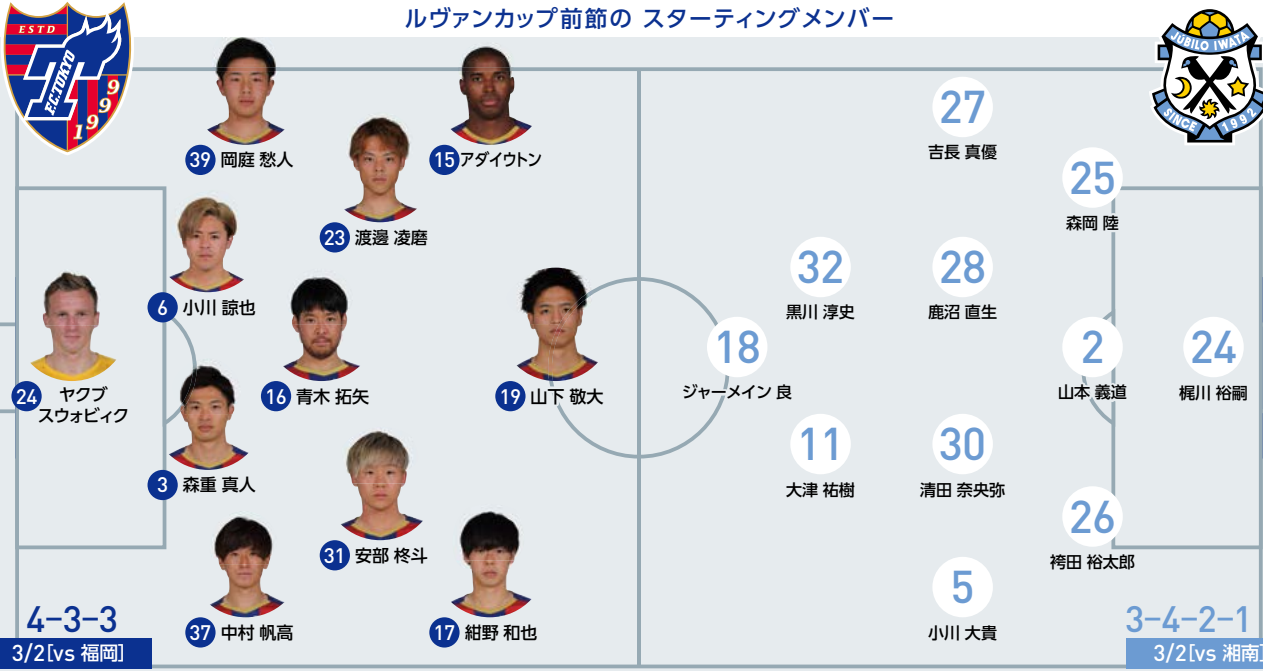 ルヴァンカップ前節の スターティングメンバー
ESTD
F.C.TOKYO
1999
JUBILO IWATA
SINCE 1992
39 岡庭 愁人
15 アダイウトン
23 渡邊 凌磨
6 小川 諒也
24 ヤクブ
スウォビィク
16 青木 拓矢
19 山下 敬大
3 森重 真人
31 安部 柊斗
37 中村 帆高
17 紺野 和也
4-3-3
3/2[vs 福岡]
27
吉長 真優
25
森岡 陸
32
黒川 淳史
28
鹿沼 直生
18
ジャーメイン 良
2
山本 義道
24
梶川 裕嗣
11
大津 祐樹
30
清田 奈央弥
26
袴田 裕太郎
5
小川 大貴
3-4-2-1
3/2[vs 湘南]